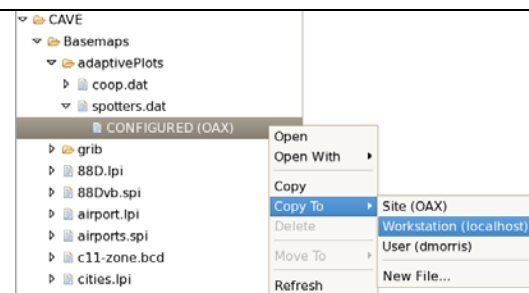 CAVE
Basemaps
adaptivePlots
coop.dat
spotters.dat
CONFIGURED (OAX)
grib
88D.lpi
88Dvb.spi
airport.lpi
airports.spi
c11-zone.bcd
cities.lpi
Open
Open With
Copy
Copy To
Delete
Move To
Refresh
Site (OAX)
Workstation (localhost)
User (dmorris)
New File...